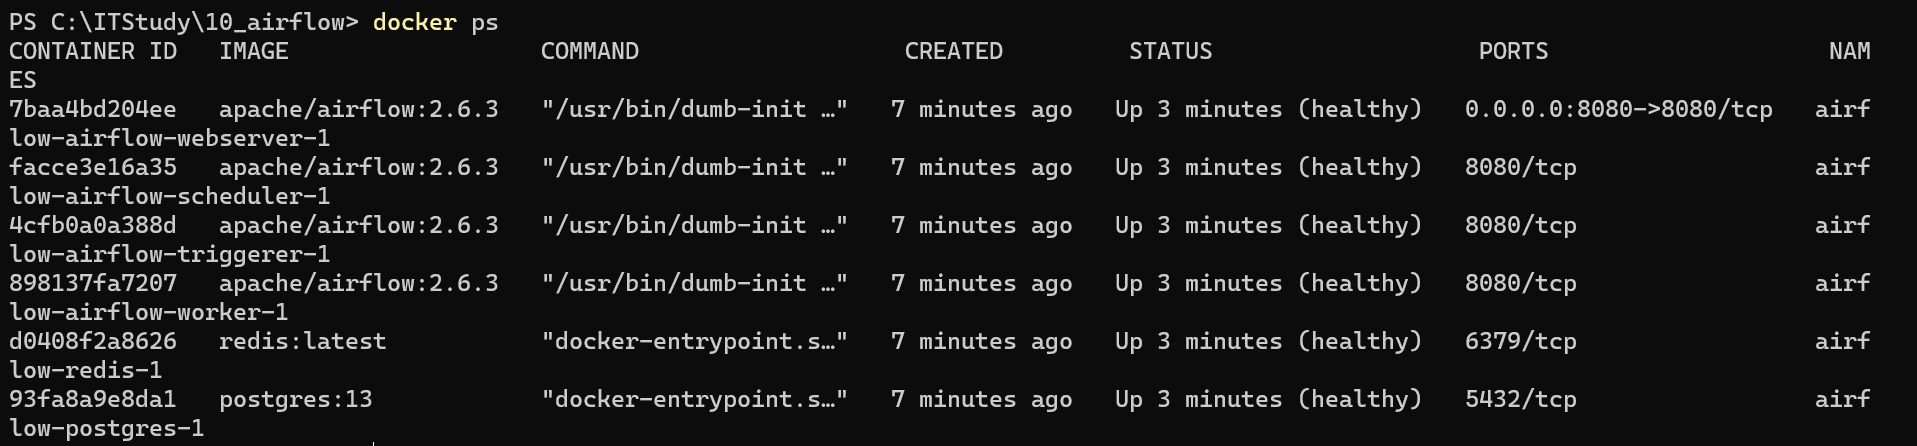 PS C:\ITStudy\10_airflow> docker ps
CONTAINER ID   IMAGE                  COMMAND                   CREATED         STATUS                   PORTS                    NAM
ES
7baa4bd204ee   apache/airflow:2.6.3   "/usr/bin/dumb-init …"   7 minutes ago   Up 3 minutes (healthy)   0.0.0.0:8080->8080/tcp   airf
low-airflow-webserver-1
facce3e16a35   apache/airflow:2.6.3   "/usr/bin/dumb-init …"   7 minutes ago   Up 3 minutes (healthy)   8080/tcp                 airf
low-airflow-scheduler-1
4cfb0a0a388d   apache/airflow:2.6.3   "/usr/bin/dumb-init …"   7 minutes ago   Up 3 minutes (healthy)   8080/tcp                 airf
low-airflow-triggerer-1
898137fa7207   apache/airflow:2.6.3   "/usr/bin/dumb-init …"   7 minutes ago   Up 3 minutes (healthy)   8080/tcp                 airf
low-airflow-worker-1
d0408f2a8626   redis:latest           "docker-entrypoint.s…"   7 minutes ago   Up 3 minutes (healthy)   6379/tcp                 airf
low-redis-1
93fa8a9e8da1   postgres:13            "docker-entrypoint.s…"   7 minutes ago   Up 3 minutes (healthy)   5432/tcp                 airf
low-postgres-1